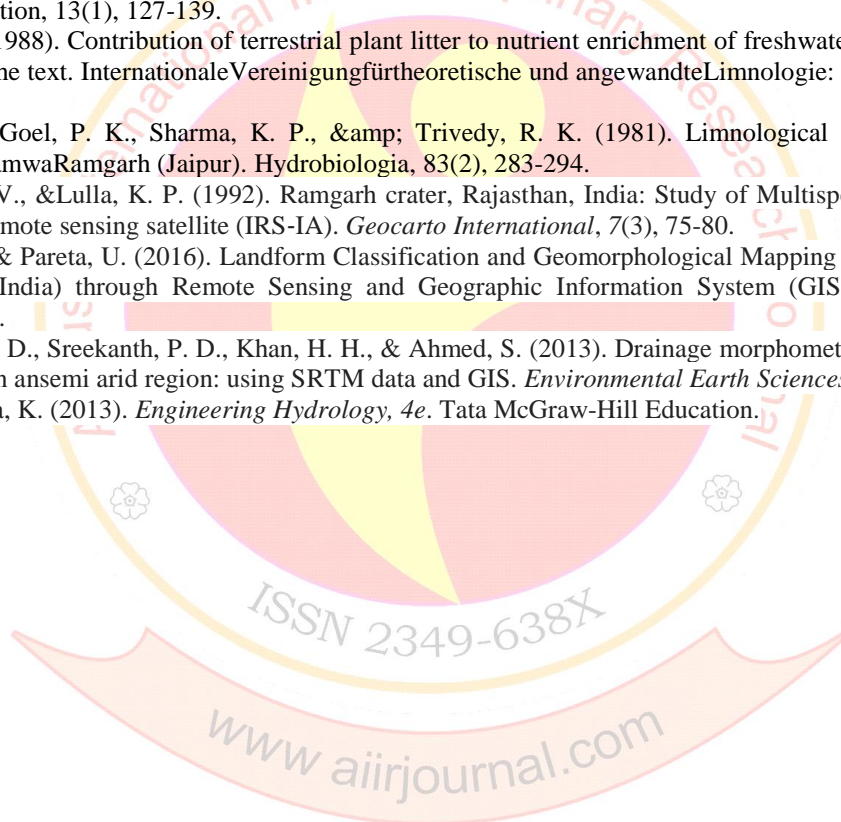 tion, 13(1), 127-139.
1988). Contribution of terrestrial plant litter to nutrient enrichment of freshwate
ne text. InternationaleVereinigungfürtheoretische und angewandteLimnologie:
Goel, P. K., Sharma, K. P., &amp; Trivedy, R. K. (1981). Limnological
amwaRamgarh (Jaipur). Hydrobiologia, 83(2), 283-294.
V., &Lulla, K. P. (1992). Ramgarh crater, Rajasthan, India: Study of Multisp
mote sensing satellite (IRS-IA). Geocarto International, 7(3), 75-80.
& Pareta, U. (2016). Landform Classification and Geomorphological Mapping
India) through Remote Sensing and Geographic Information System (GIS
.
D., Sreekanth, P. D., Khan, H. H., & Ahmed, S. (2013). Drainage morphomet
n ansemi arid region: using SRTM data and GIS. Environmental Earth Sciences
a, K. (2013). Engineering Hydrology, 4e. Tata McGraw-Hill Education.
ISSN 2349-638X
www aiirjournal.com